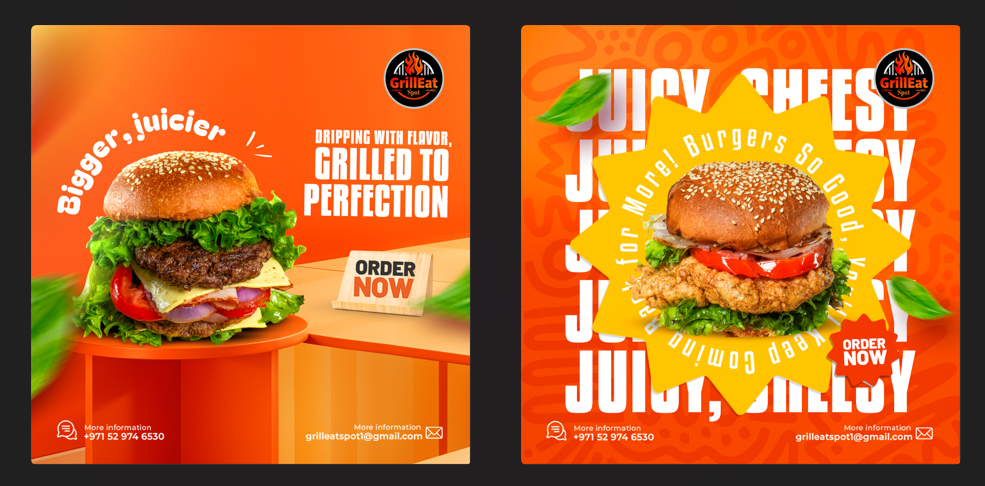 GrillEat
Spot
Bigger, juicier
DRIPPING WITH FLAVOR,
GRILLED TO
PERFECTION
ORDER
NOW
More information
+971 52 974 6530
More information
grilleatspot1@gmail.com
GrillEat
Spot
JUICY, CHEESY
Burgers So Good,
Keep Coming
for More!
ORDER
NOW
JUICY, CHEESY
More information
+971 52 974 6530
More information
grilleatspot1@gmail.com